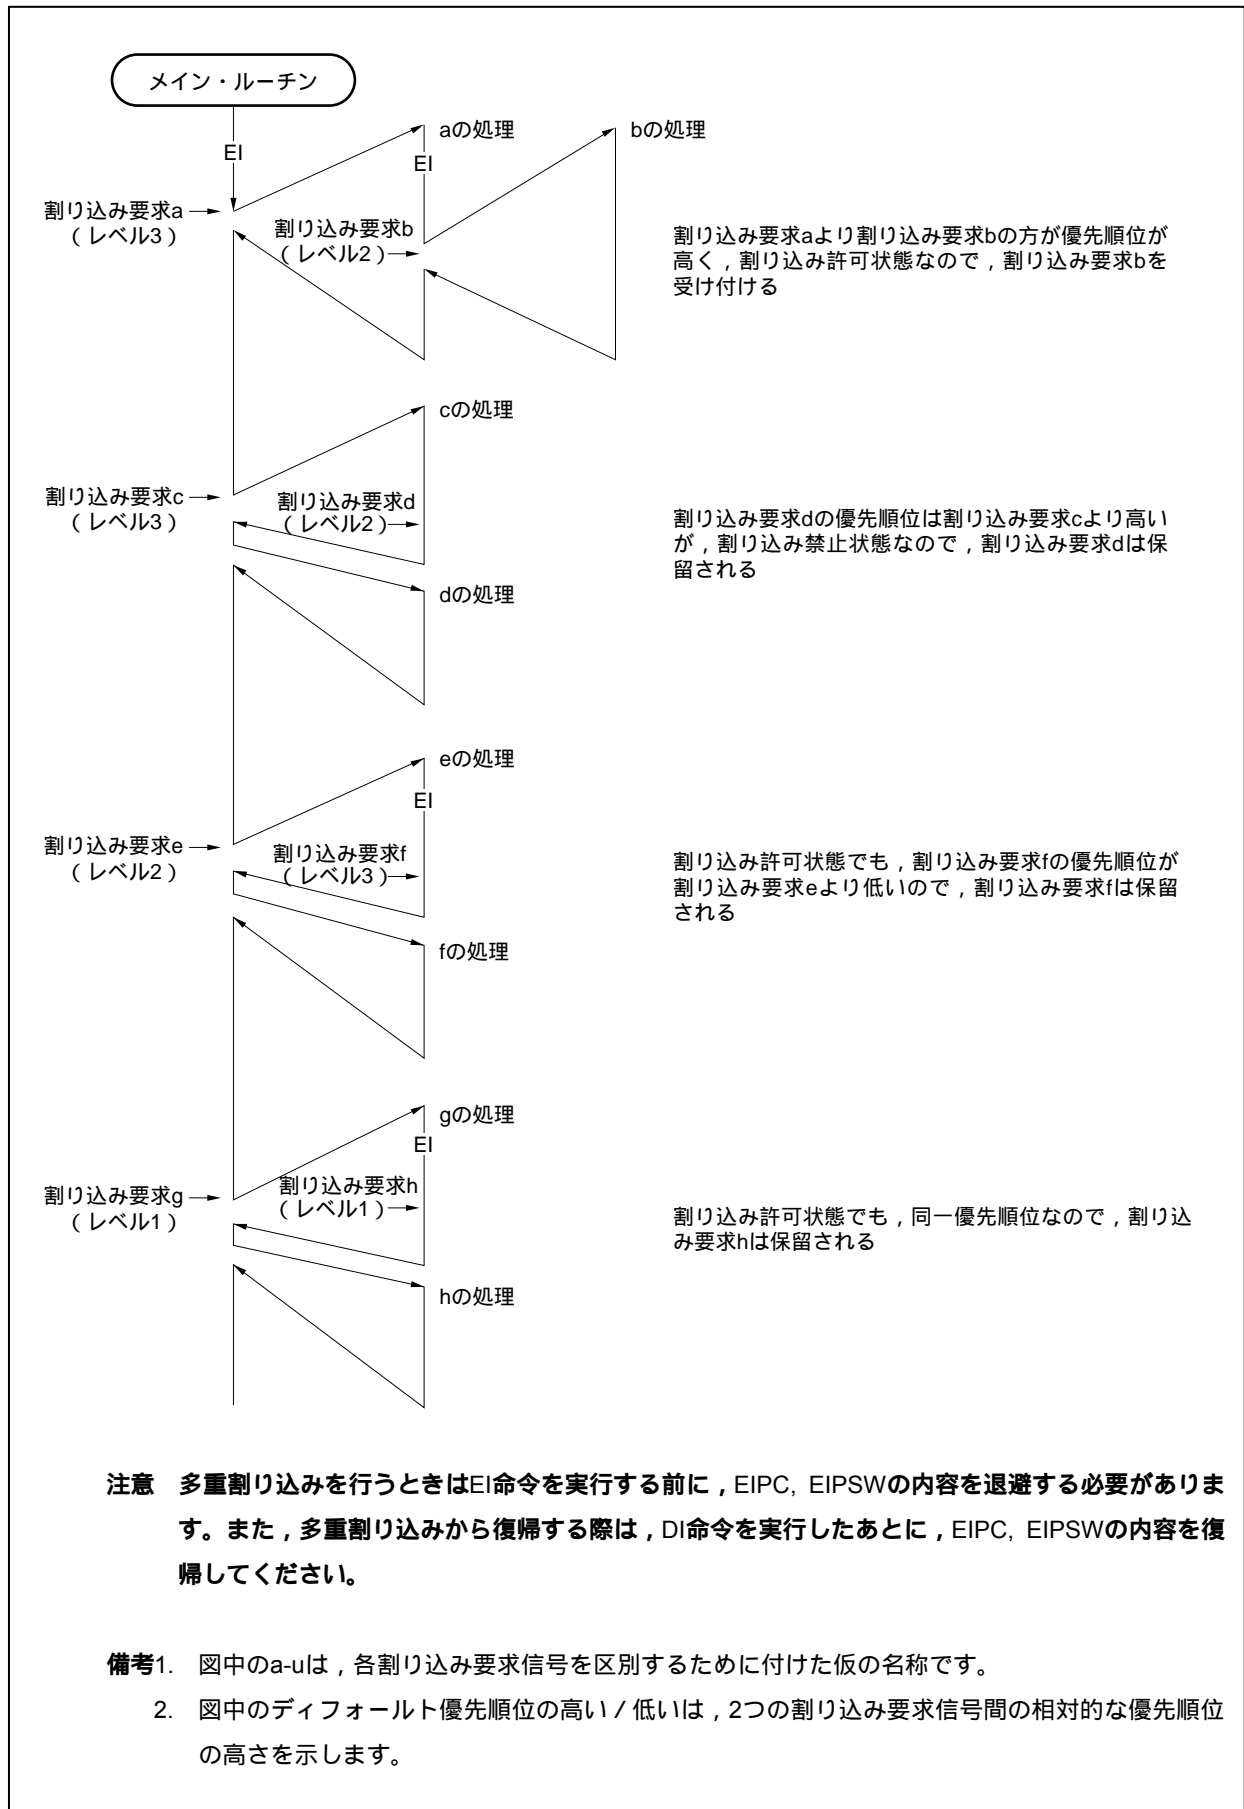 メイン・ルーチン
EI
aの処理
EI
bの処理
割り込み要求a
（レベル3）
割り込み要求b
（レベル2）
割り込み要求aより割り込み要求bの方が優先順位が
高く，割り込み許可状態なので，割り込み要求bを
受け付ける
cの処理
割り込み要求c
（レベル3）
割り込み要求d
（レベル2）
割り込み要求dの優先順位は割り込み要求cより高い
が，割り込み禁止状態なので，割り込み要求dは保
留される
dの処理
eの処理
EI
割り込み要求e
（レベル2）
割り込み要求f
（レベル3）
割り込み許可状態でも，割り込み要求fの優先順位が
割り込み要求eより低いので，割り込み要求fは保留
される
fの処理
gの処理
EI
割り込み要求g
（レベル1）
割り込み要求h
（レベル1）
割り込み許可状態でも，同一優先順位なので，割り込
み要求hは保留される
hの処理
注意　多重割り込みを行うときはEI命令を実行する前に，EIPC, EIPSWの内容を退避する必要がありま
す。また，多重割り込みから復帰する際は，DI命令を実行したあとに，EIPC, EIPSWの内容を復
帰してください。
備考1.　図中のa-uは，各割り込み要求信号を区別するために付けた仮の名称です。
2.　図中のディフォールト優先順位の高い／低いは，2つの割り込み要求信号間の相対的な優先順位
の高さを示します。